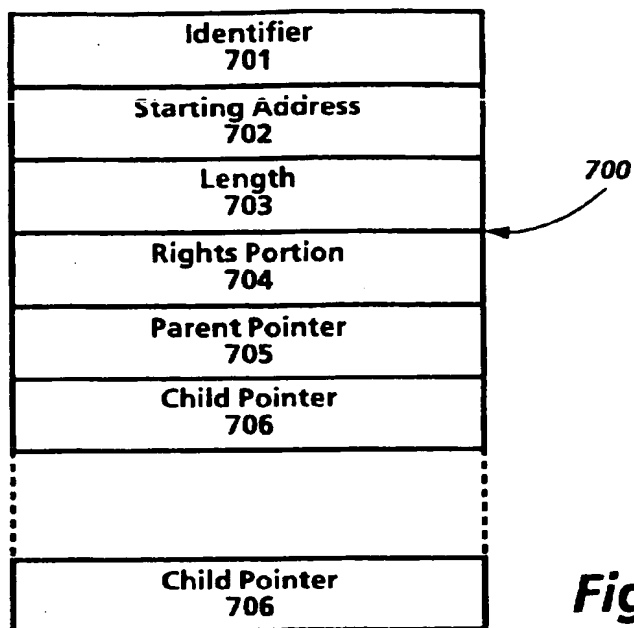 Identifier
701
Starting Address
702
Length
703
700
Rights Portion
704
Parent Pointer
705
Child Pointer
706
Child Pointer
706
Fig